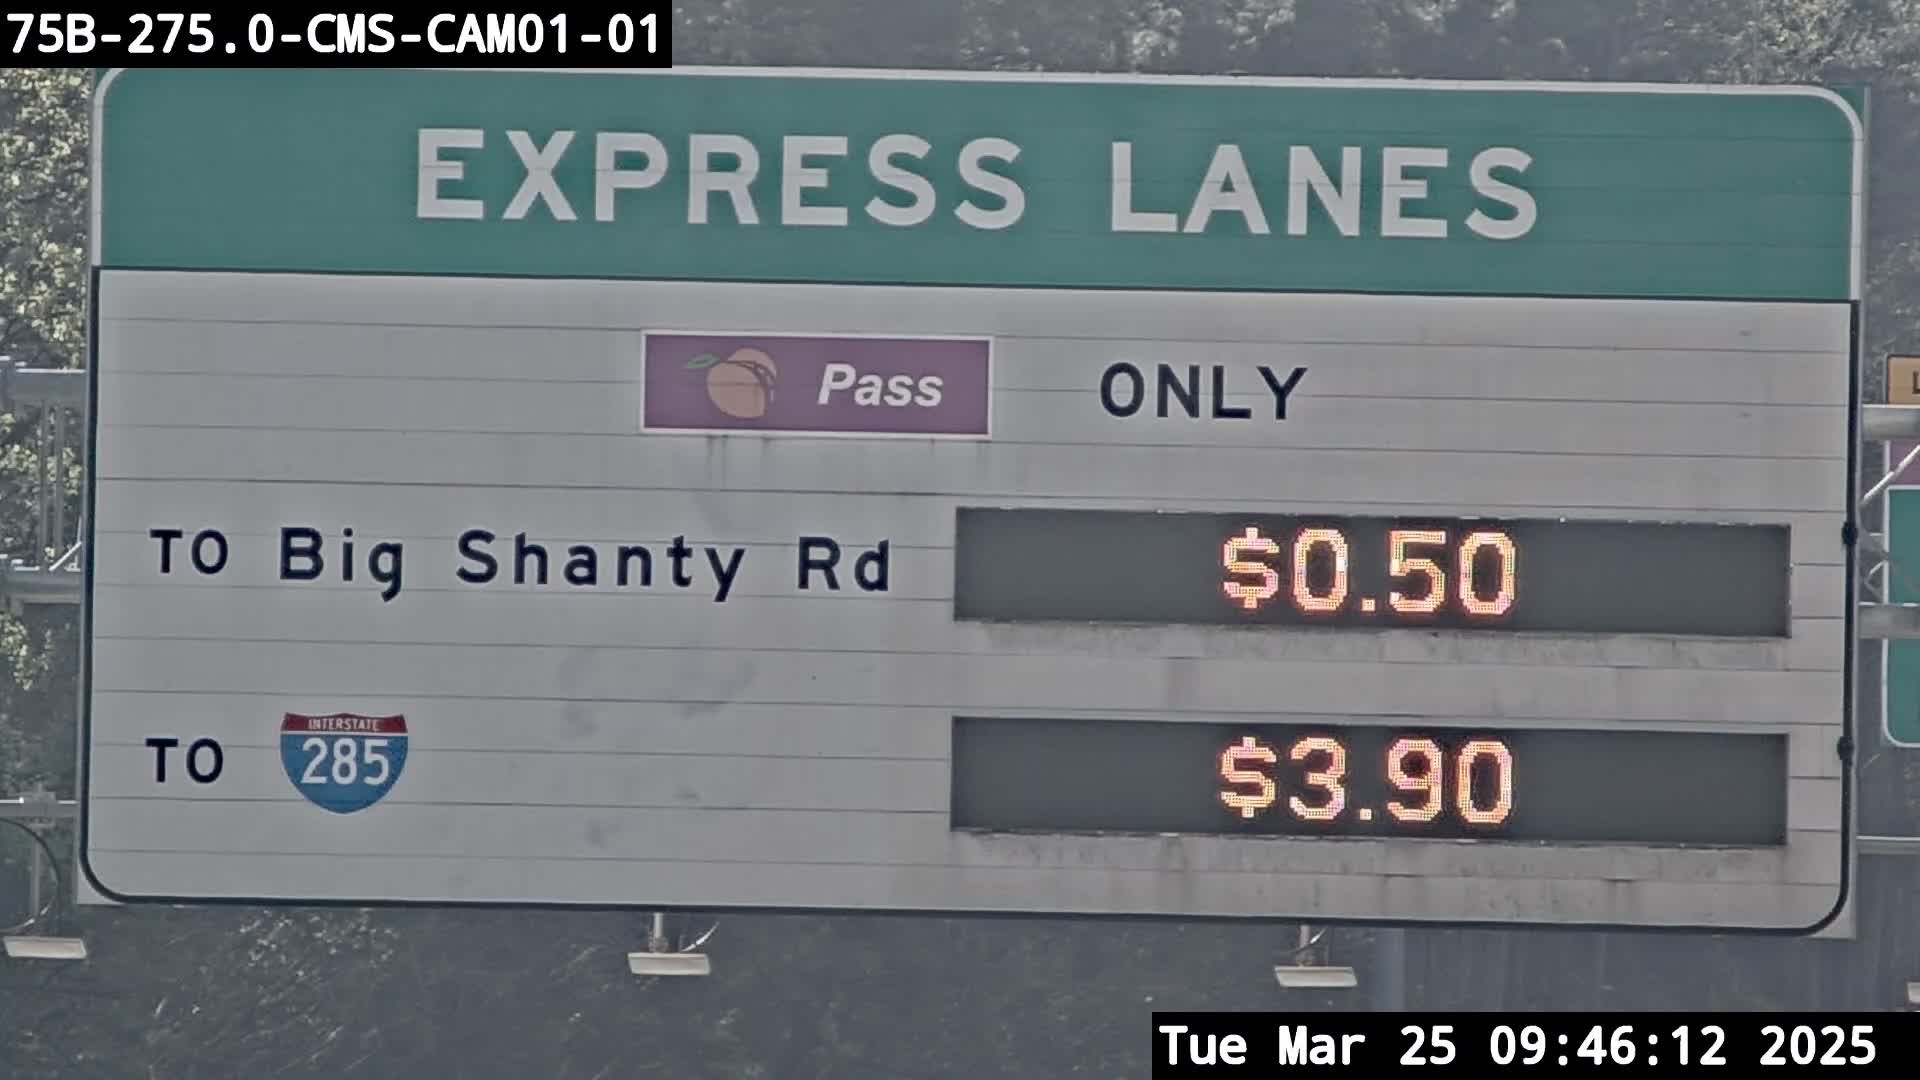 75B-275.0-CMS-CAM01-01
EXPRESS LANES
Pass ONLY
TO Big Shanty Rd $0.50
TO INTERSTATE 285 $3.90
Tue Mar 25 09:46:12 2025